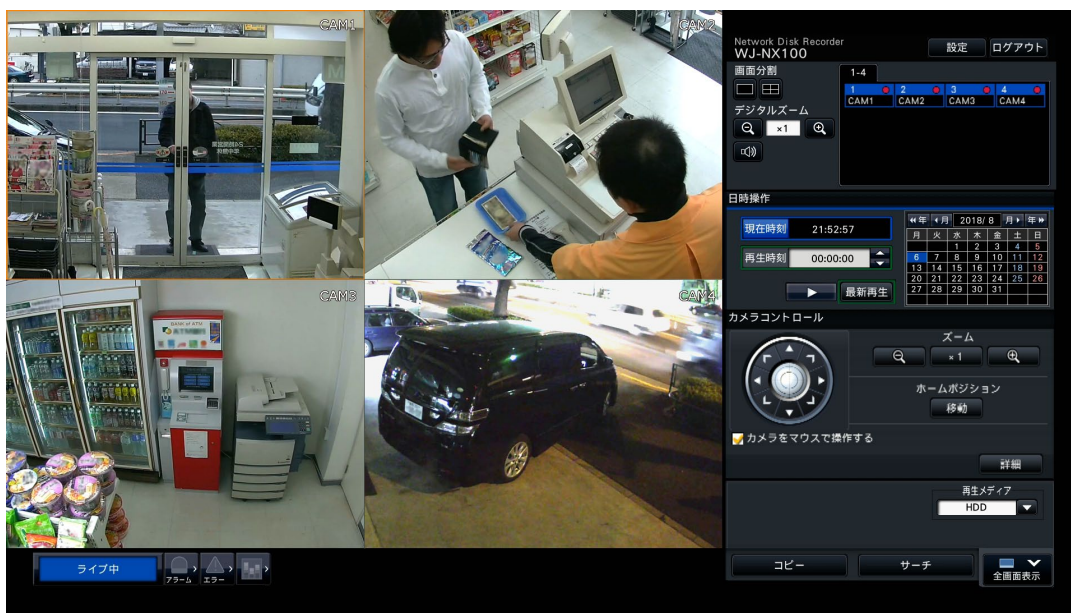 CAM1
CAM2
CAM3
CAM4
BANK of ATM
Network Disk Recorder
WJ-NX100
設定
ログアウト
画面分割
デジタルズーム
×1
1-4
1 2 3 4
CAM1 CAM2 CAM3 CAM4
日時操作
現在時刻 21:52:57
再生時刻 00:00:00
最新再生
年 月 2018/ 8 月 年
月 火 水 木 金 土 日
1 2 3 4 5
6 7 8 9 10 11 12
13 14 15 16 17 18 19
20 21 22 23 24 25 26
27 28 29 30 31
カメラコントロール
ズーム
×1
ホームポジション
移動
カメラをマウスで操作する
詳細
再生メディア
HDD
ライブ中
アラーム
エラー
コピー
サーチ
全画面表示